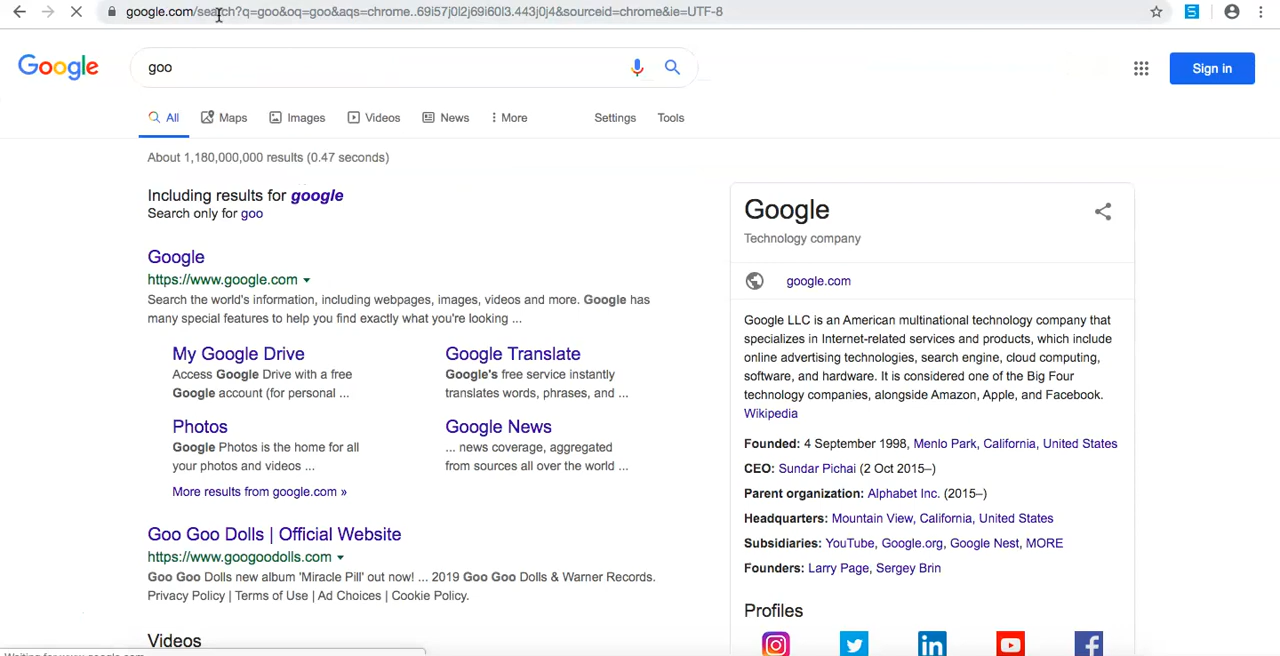 google.com/search?q=goo&oq=goo&aqs=chrome..69i57j0l2j69i60l3.443j0j4&sourceid=chrome&ie=UTF-8
Google
goo
Sign in
All
Maps
Images
Videos
News
More
Settings
Tools
About 1,180,000,000 results (0.47 seconds)
Including results for google
Search only for goo
Google
https://www.google.com
Search the world's information, including webpages, images, videos and more. Google has
many special features to help you find exactly what you're looking ...
My Google Drive
Access Google Drive with a free
Google account (for personal ...
Google Translate
Google's free service instantly
translates words, phrases, and ...
Photos
Google Photos is the home for all
your photos and videos ...
Google News
... news coverage, aggregated
from sources all over the world ...
More results from google.com »
Goo Goo Dolls | Official Website
https://www.googoodolls.com
Goo Goo Dolls new album 'Miracle Pill' out now! ... 2019 Goo Goo Dolls & Warner Records.
Privacy Policy | Terms of Use | Ad Choices | Cookie Policy.
Videos
Google
Technology company
google.com
Google LLC is an American multinational technology company that
specializes in Internet-related services and products, which include
online advertising technologies, search engine, cloud computing,
software, and hardware. It is considered one of the Big Four
technology companies, alongside Amazon, Apple, and Facebook.
Wikipedia
Founded: 4 September 1998, Menlo Park, California, United States
CEO: Sundar Pichai (2 Oct 2015–)
Parent organization: Alphabet Inc. (2015–)
Headquarters: Mountain View, California, United States
Subsidiaries: YouTube, Google.org, Google Nest, MORE
Founders: Larry Page, Sergey Brin
Profiles